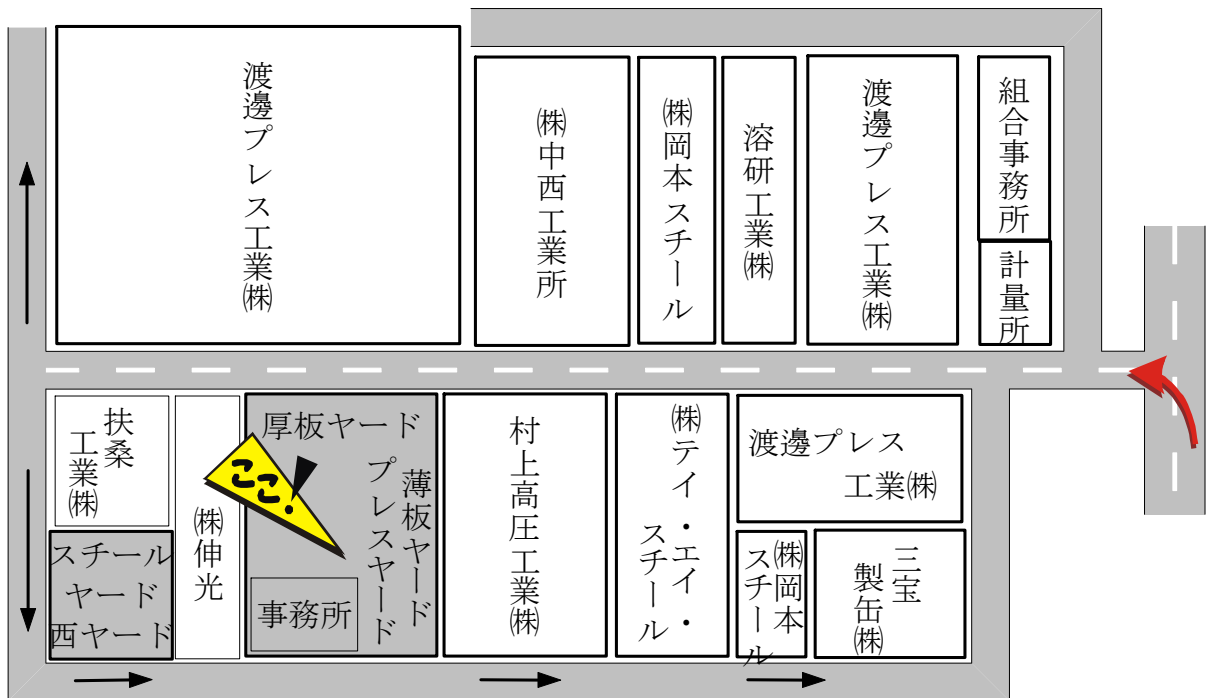 渡邊プレス工業㈱
㈱中西工業所
㈱岡本スチール
溶研工業㈱
渡邊プレス工業㈱
組合事務所
計量所
扶桑
工業㈱
スチール
ヤード
西ヤード
㈱伸光
厚板ヤード
プレスヤード
薄板ヤード
ここ!
事務所
村上高圧工業㈱
㈱テイ・エイ・
スチール
渡邊プレス
工業㈱
㈱岡本
スチール
三宝
製缶㈱